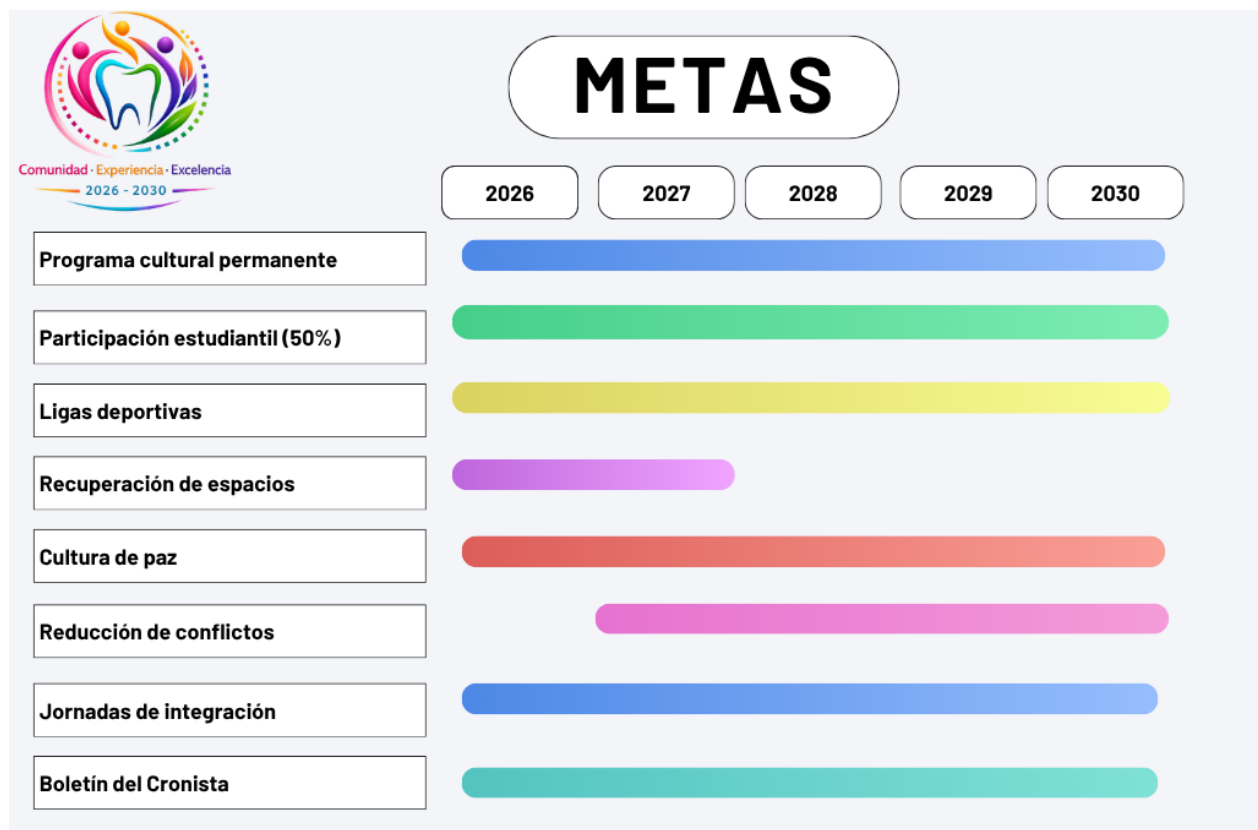 METAS
Comunidad · Experiencia · Excelencia
2026 - 2030
2026 2027 2028 2029 2030
Programa cultural permanente
Participación estudiantil (50%)
Ligas deportivas
Recuperación de espacios
Cultura de paz
Reducción de conflictos
Jornadas de integración
Boletín del Cronista